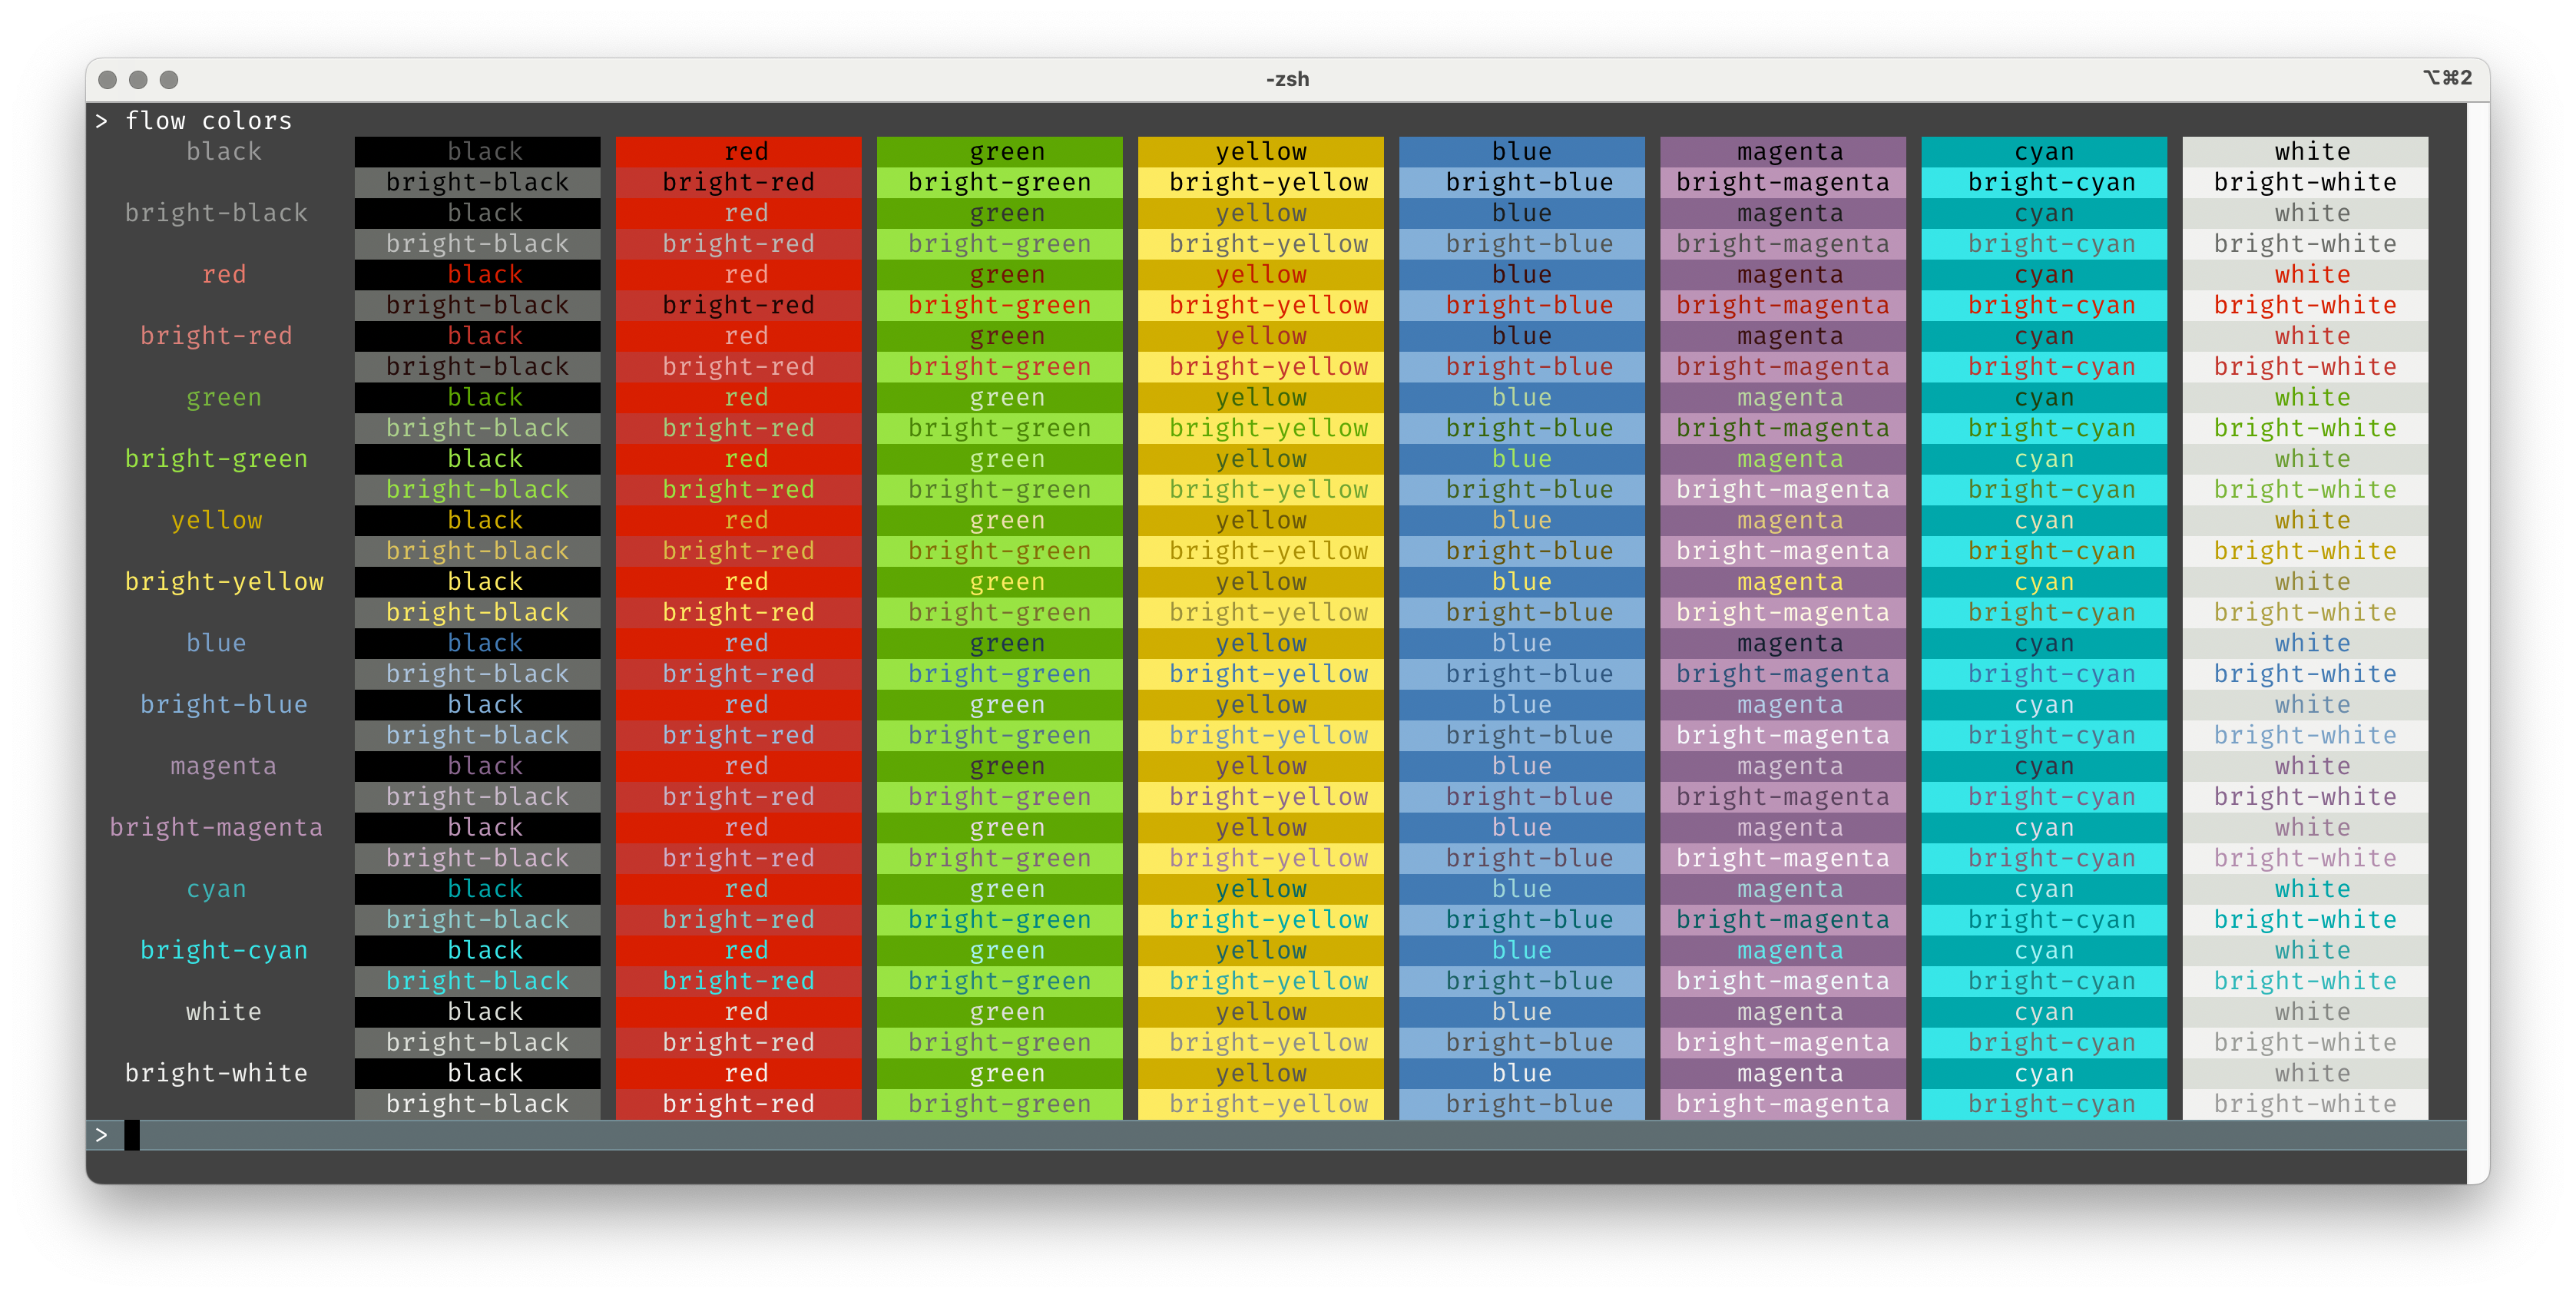 -zsh ⌥⌘2
> flow colors
black black red green yellow blue magenta cyan white
bright-black bright-red bright-green bright-yellow bright-blue bright-magenta bright-cyan bright-white
bright-black black red green yellow blue magenta cyan white
bright-black bright-red bright-green bright-yellow bright-blue bright-magenta bright-cyan bright-white
red black red green yellow blue magenta cyan white
bright-black bright-red bright-green bright-yellow bright-blue bright-magenta bright-cyan bright-white
bright-red black red green yellow blue magenta cyan white
bright-black bright-red bright-green bright-yellow bright-blue bright-magenta bright-cyan bright-white
green black red green yellow blue magenta cyan white
bright-black bright-red bright-green bright-yellow bright-blue bright-magenta bright-cyan bright-white
bright-green black red green yellow blue magenta cyan white
bright-black bright-red bright-green bright-yellow bright-blue bright-magenta bright-cyan bright-white
yellow black red green yellow blue magenta cyan white
bright-black bright-red bright-green bright-yellow bright-blue bright-magenta bright-cyan bright-white
bright-yellow black red green yellow blue magenta cyan white
bright-black bright-red bright-green bright-yellow bright-blue bright-magenta bright-cyan bright-white
blue black red green yellow blue magenta cyan white
bright-black bright-red bright-green bright-yellow bright-blue bright-magenta bright-cyan bright-white
bright-blue black red green yellow blue magenta cyan white
bright-black bright-red bright-green bright-yellow bright-blue bright-magenta bright-cyan bright-white
magenta black red green yellow blue magenta cyan white
bright-black bright-red bright-green bright-yellow bright-blue bright-magenta bright-cyan bright-white
bright-magenta black red green yellow blue magenta cyan white
bright-black bright-red bright-green bright-yellow bright-blue bright-magenta bright-cyan bright-white
cyan black red green yellow blue magenta cyan white
bright-black bright-red bright-green bright-yellow bright-blue bright-magenta bright-cyan bright-white
bright-cyan black red green yellow blue magenta cyan white
bright-black bright-red bright-green bright-yellow bright-blue bright-magenta bright-cyan bright-white
white black red green yellow blue magenta cyan white
bright-black bright-red bright-green bright-yellow bright-blue bright-magenta bright-cyan bright-white
bright-white black red green yellow blue magenta cyan white
bright-black bright-red bright-green bright-yellow bright-blue bright-magenta bright-cyan bright-white
>